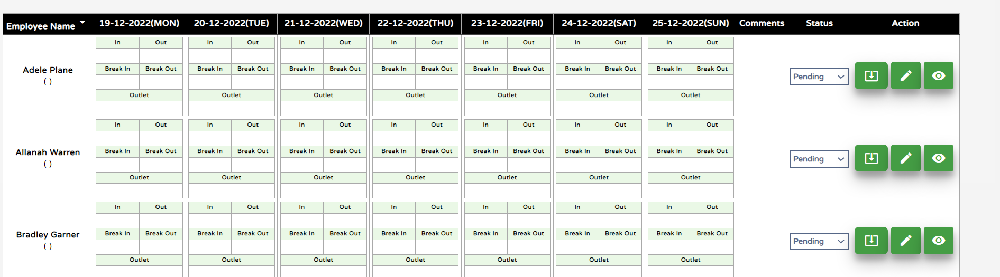 Employee Name 19-12-2022(MON) 20-12-2022(TUE) 21-12-2022(WED) 22-12-2022(THU) 23-12-2022(FRI) 24-12-2022(SAT) 25-12-2022(SUN) Comments Status Action
In Out In Out In Out In Out In Out In Out In Out
Adele Plane
( )
Break In Break Out Break In Break Out Break In Break Out Break In Break Out Break In Break Out Break In Break Out Break In Break Out
Pending
Outlet Outlet Outlet Outlet Outlet Outlet Outlet
In Out In Out In Out In Out In Out In Out In Out
Allanah Warren
( )
Break In Break Out Break In Break Out Break In Break Out Break In Break Out Break In Break Out Break In Break Out Break In Break Out
Pending
Outlet Outlet Outlet Outlet Outlet Outlet Outlet
In Out In Out In Out In Out In Out In Out In Out
Bradley Garner
( )
Break In Break Out Break In Break Out Break In Break Out Break In Break Out Break In Break Out Break In Break Out Break In Break Out
Pending
Outlet Outlet Outlet Outlet Outlet Outlet Outlet